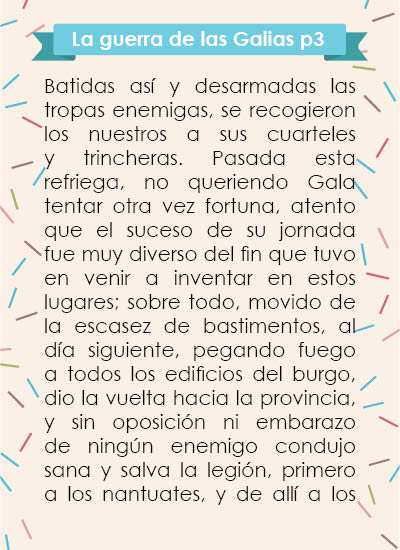 La guerra de las Galias p3
Batidas así y desarmadas las
tropas enemigas, se recogieron
los nuestros a sus cuarteles
y trincheras. Pasada esta
refriega, no queriendo Gala
tentar otra vez fortuna, atento
que el suceso de su jornada
fue muy diverso del fin que tuvo
en venir a inventar en estos
lugares; sobre todo, movido de
la escasez de bastimentos, al
día siguiente, pegando fuego
a todos los edificios del burgo,
dio la vuelta hacia la provincia,
y sin oposición ni embarazo
de ningún enemigo condujo
sana y salva la legión, primero
a los nantuates, y de allí a los